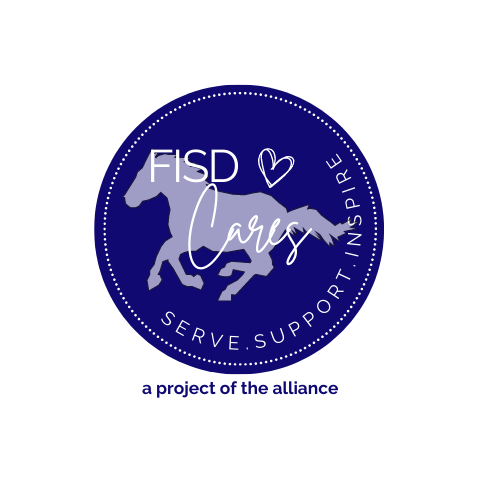 FISD
Cares
SERVE.SUPPORT.INSPIRE
a project of the alliance